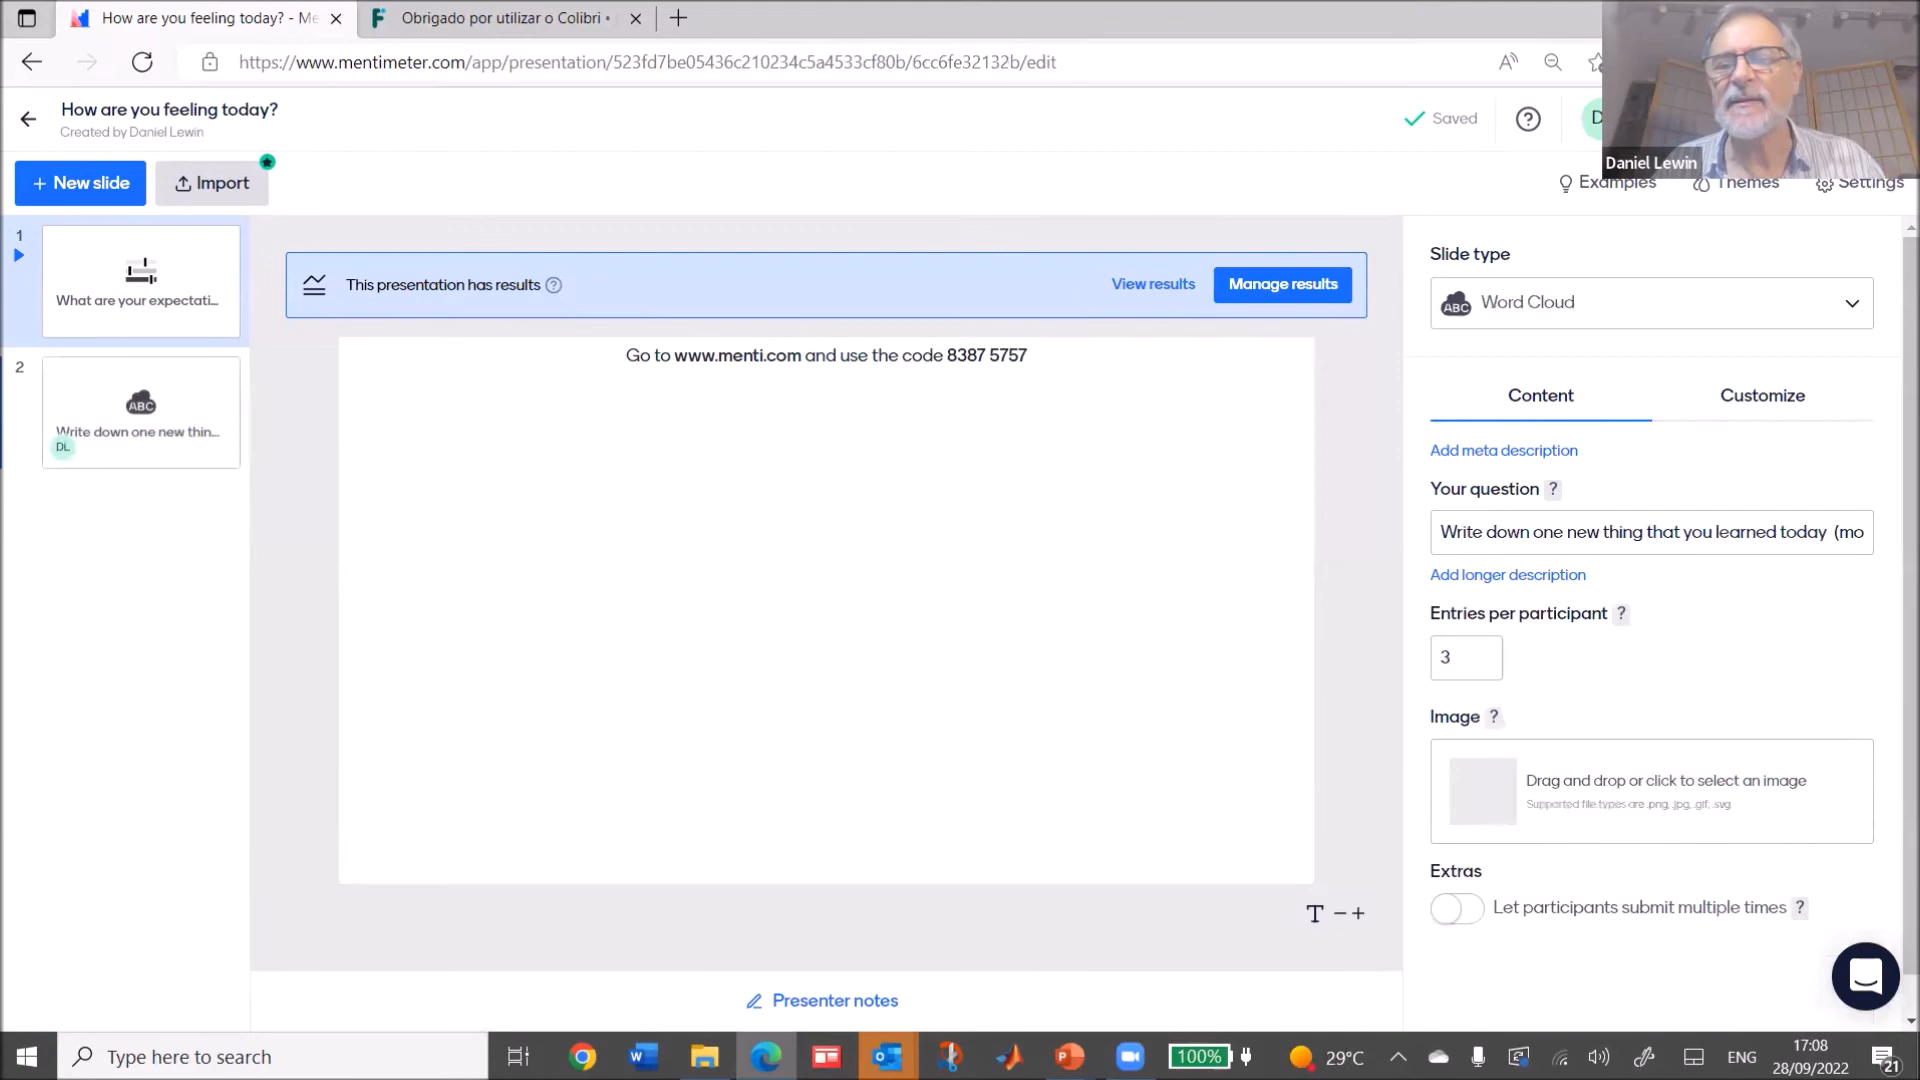 How are you feeling today? - Me
Obrigado por utilizar o Colibri •
https://www.mentimeter.com/app/presentation/523fd7be05436c210234c5a4533cf80b/6cc6fe32132b/edit
How are you feeling today?
Created by Daniel Lewin
Saved
D
Daniel Lewin
+ New slide
Import
Examples
Themes
Settings
1
What are your expectati...
2
ABC
Write down one new thin...
DL
This presentation has results ?
View results
Manage results
Go to www.menti.com and use the code 8387 5757
T − +
Presenter notes
Slide type
ABC Word Cloud
Content
Customize
Add meta description
Your question ?
Write down one new thing that you learned today (mo
Add longer description
Entries per participant ?
3
Image ?
Drag and drop or click to select an image
Supported file types are .png, .jpg, .gif, .svg
Extras
Let participants submit multiple times ?
Type here to search
100%
29°C
ENG
17:08
28/09/2022
21